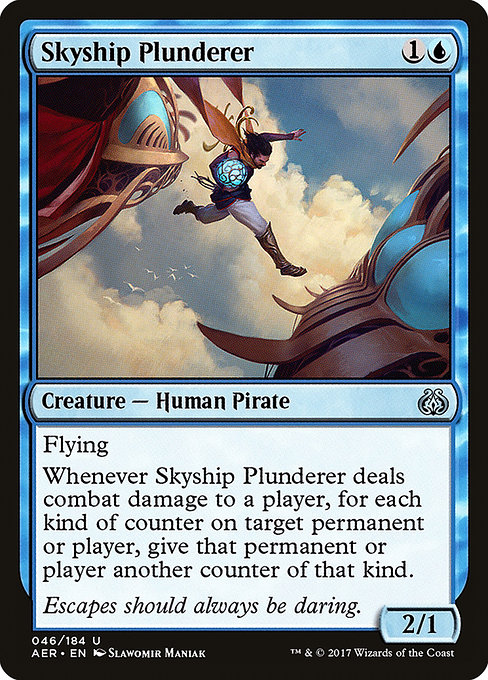 Skyship Plunderer 1
Creature — Human Pirate
Flying
Whenever Skyship Plunderer deals
combat damage to a player, for each
kind of counter on target permanent
or player, give that permanent or
player another counter of that kind.
Escapes should always be daring.
2/1
046/184 U
AER • EN Slawomir Maniak ™ & © 2017 Wizards of the Coast